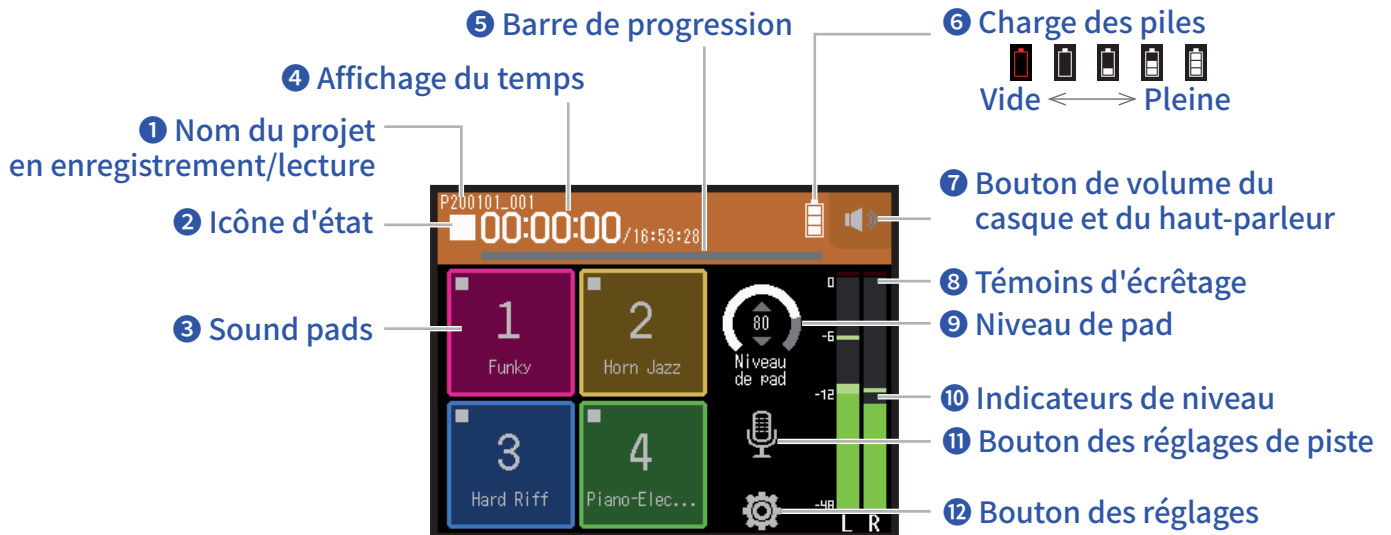 ❺ Barre de progression
❻ Charge des piles
Vide Pleine
❹ Affichage du temps
❶ Nom du projet
en enregistrement/lecture
❷ Icône d'état
❸ Sound pads
❼ Bouton de volume du
casque et du haut-parleur
❽ Témoins d'écrêtage
❾ Niveau de pad
❿ Indicateurs de niveau
⓫ Bouton des réglages de piste
⓬ Bouton des réglages
P200101_001
00:00:00/16:53:28
1
Funky
2
Horn Jazz
3
Hard Riff
4
Piano-Elec...
80
Niveau
de pad
0
-6
-12
-48
L R